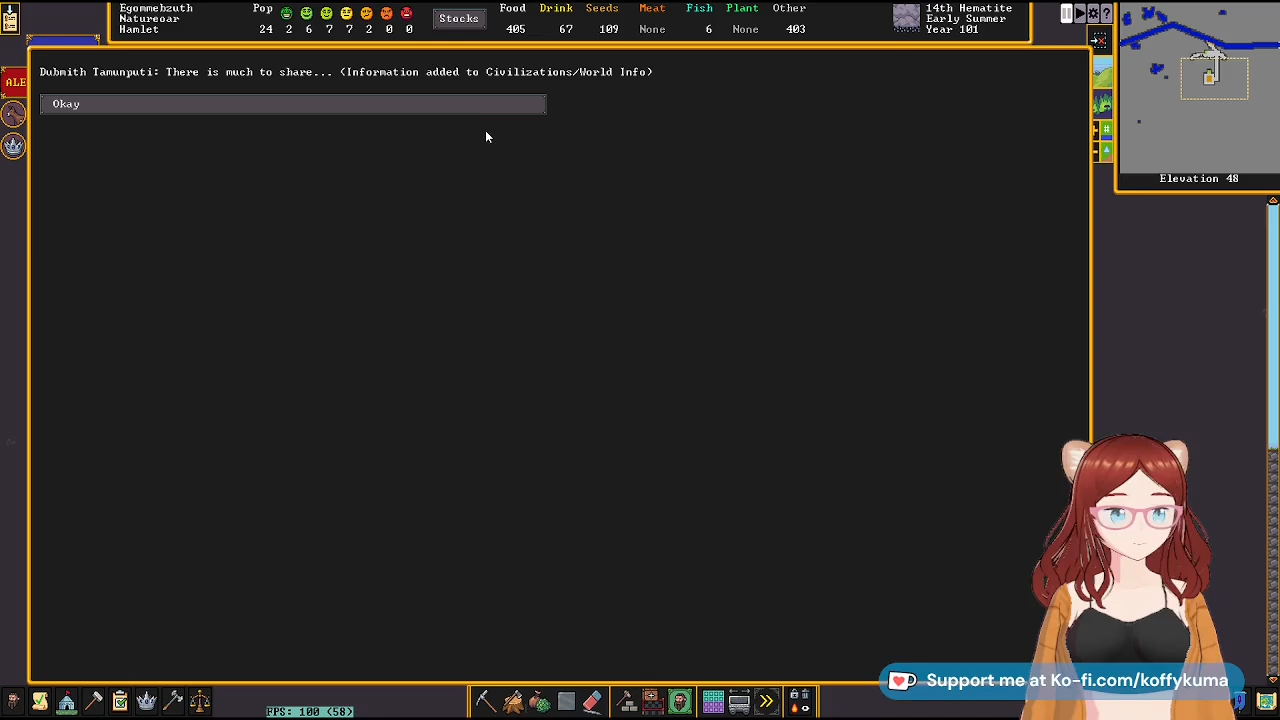 Egommebzuth
Natureoar
Hamlet
Pop
24 2 6 7 7 2 0 0
Stocks
Food Drink Seeds Meat Fish Plant Other
405 67 109 None 6 None 403
14th Hematite
Early Summer
Year 101
?
Elevation 48
ALE
Dubmith Tamunputi: There is much to share... (Information added to Civilizations/World Info)
Okay
Support me at Ko-fi.com/koffykuma
FPS: 100 (58)